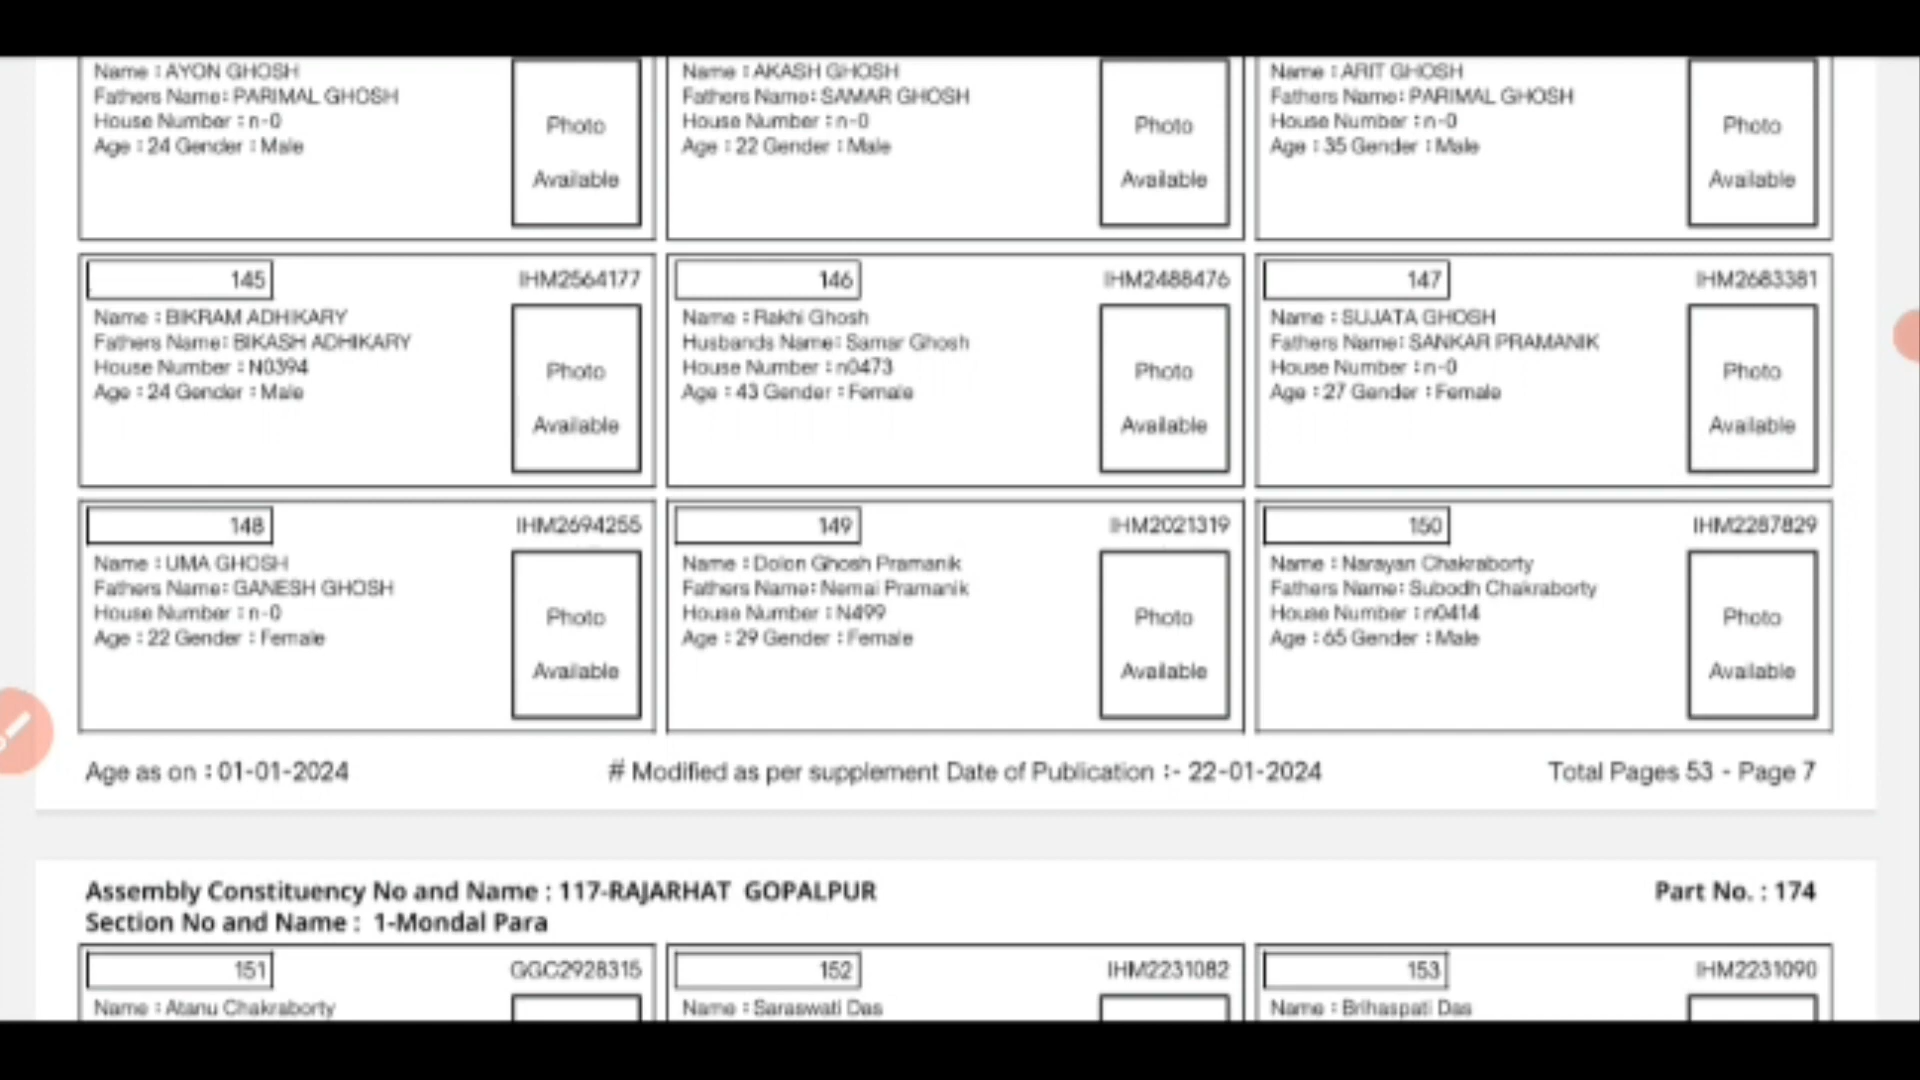 Name : AYON GHOSH
Fathers Name: PARIMAL GHOSH
House Number : n-0
Age : 24 Gender : Male
Photo
Available
Name : AKASH GHOSH
Fathers Name: SAMAR GHOSH
House Number : n-0
Age : 22 Gender : Male
Photo
Available
Name : ARIT GHOSH
Fathers Name: PARIMAL GHOSH
House Number : n-0
Age : 35 Gender : Male
Photo
Available
145 IHM2564177
Name : BIKRAM ADHIKARY
Fathers Name: BIKASH ADHIKARY
House Number : N0394
Age : 24 Gender : Male
Photo
Available
146 IHM2488476
Name : Rakhi Ghosh
Husbands Name: Samar Ghosh
House Number : n0473
Age : 43 Gender : Female
Photo
Available
147 IHM2683381
Name : SUJATA GHOSH
Fathers Name: SANKAR PRAMANIK
House Number : n-0
Age : 27 Gender : Female
Photo
Available
148 IHM2694255
Name : UMA GHOSH
Fathers Name: GANESH GHOSH
House Number : n-0
Age : 22 Gender : Female
Photo
Available
149 IHM2021319
Name : Dolon Ghosh Pramanik
Fathers Name: Nemai Pramanik
House Number : N499
Age : 29 Gender : Female
Photo
Available
150 IHM2287829
Name : Narayan Chakraborty
Fathers Name: Subodh Chakraborty
House Number : n0414
Age : 65 Gender : Male
Photo
Available
Age as on : 01-01-2024 # Modified as per supplement Date of Publication :- 22-01-2024 Total Pages 53 - Page 7
Assembly Constituency No and Name : 117-RAJARHAT GOPALPUR Part No. : 174
Section No and Name : 1-Mondal Para
151 GGC2928315
Name : Atanu Chakraborty
152 IHM2231082
Name : Saraswati Das
153 IHM2231090
Name : Brihaspati Das